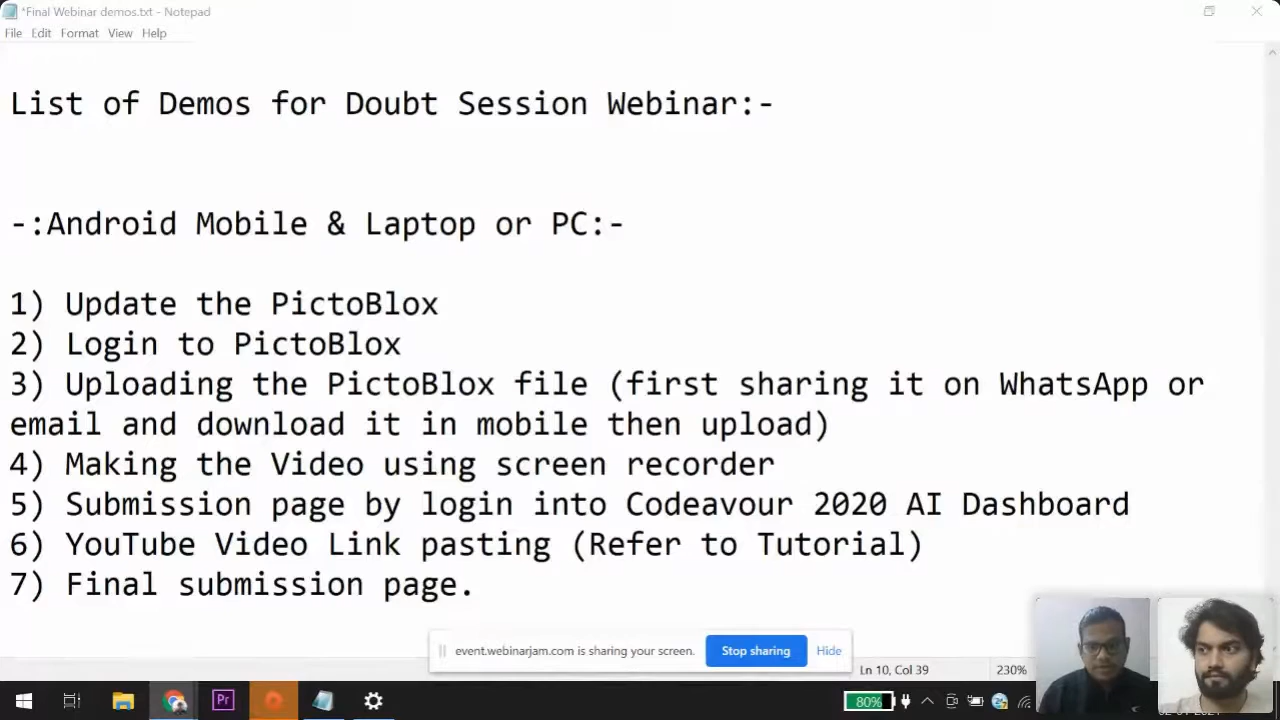 *Final Webinar demos.txt - Notepad
File Edit Format View Help
List of Demos for Doubt Session Webinar:-
-:Android Mobile & Laptop or PC:-
1) Update the PictoBlox
2) Login to PictoBlox
3) Uploading the PictoBlox file (first sharing it on WhatsApp or
email and download it in mobile then upload)
4) Making the Video using screen recorder
5) Submission page by login into Codeavour 2020 AI Dashboard
6) YouTube Video Link pasting (Refer to Tutorial)
7) Final submission page.
event.webinarjam.com is sharing your screen. Stop sharing Hide
Ln 10, Col 39 230%
Pr 80%